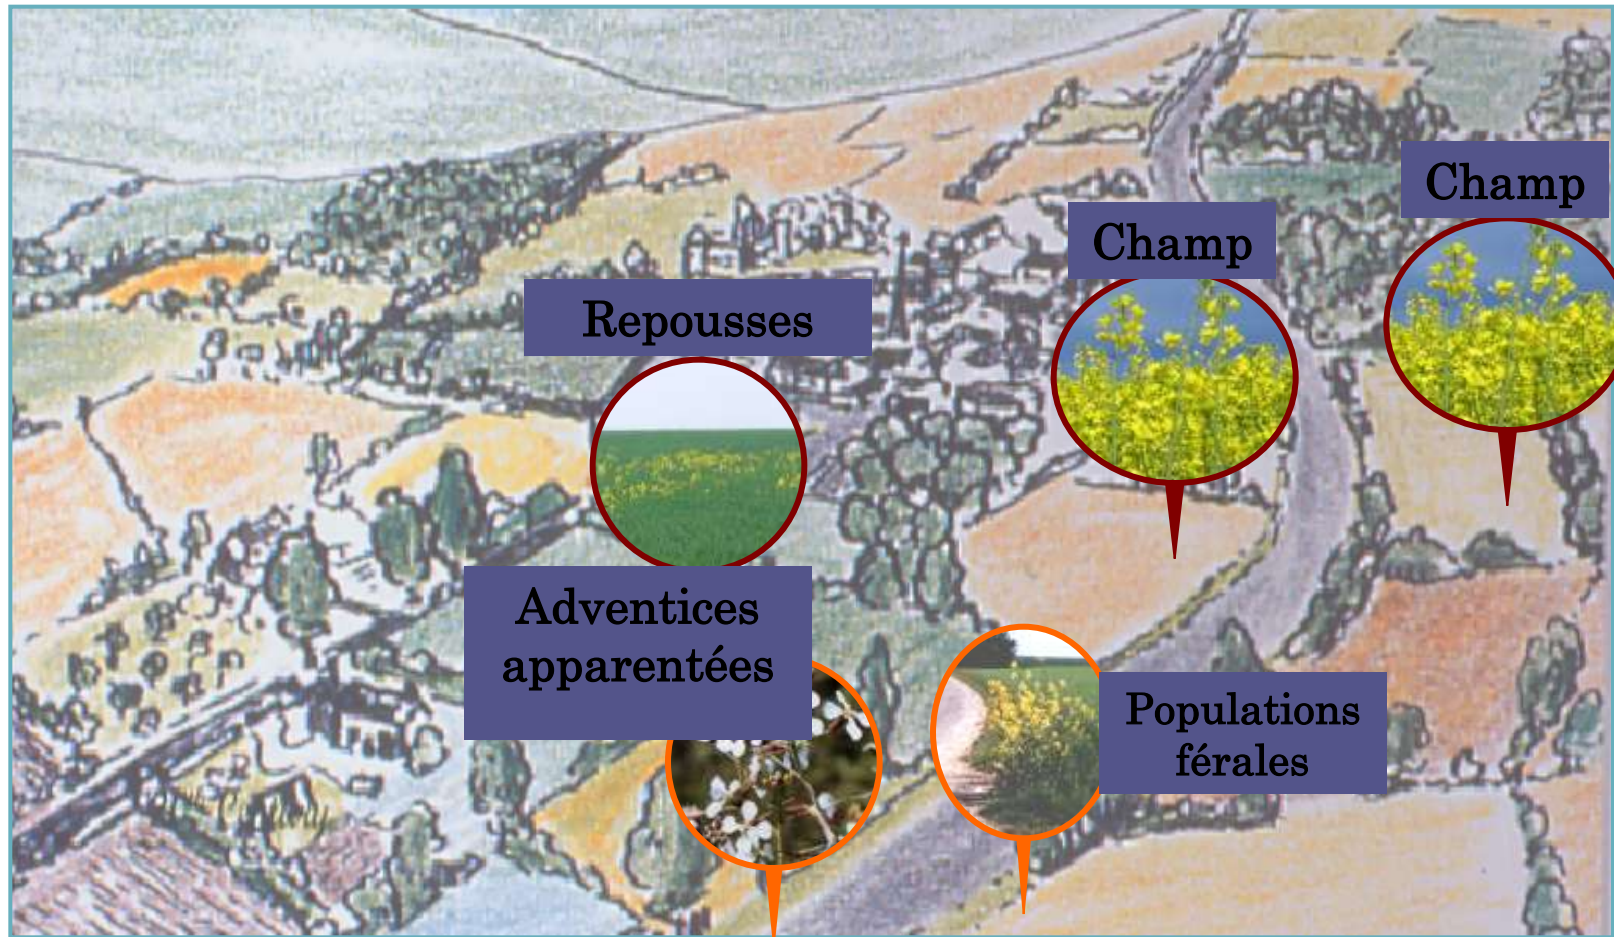 Champ
Champ
Repousses
Adventices
apparentées
Populations
férales